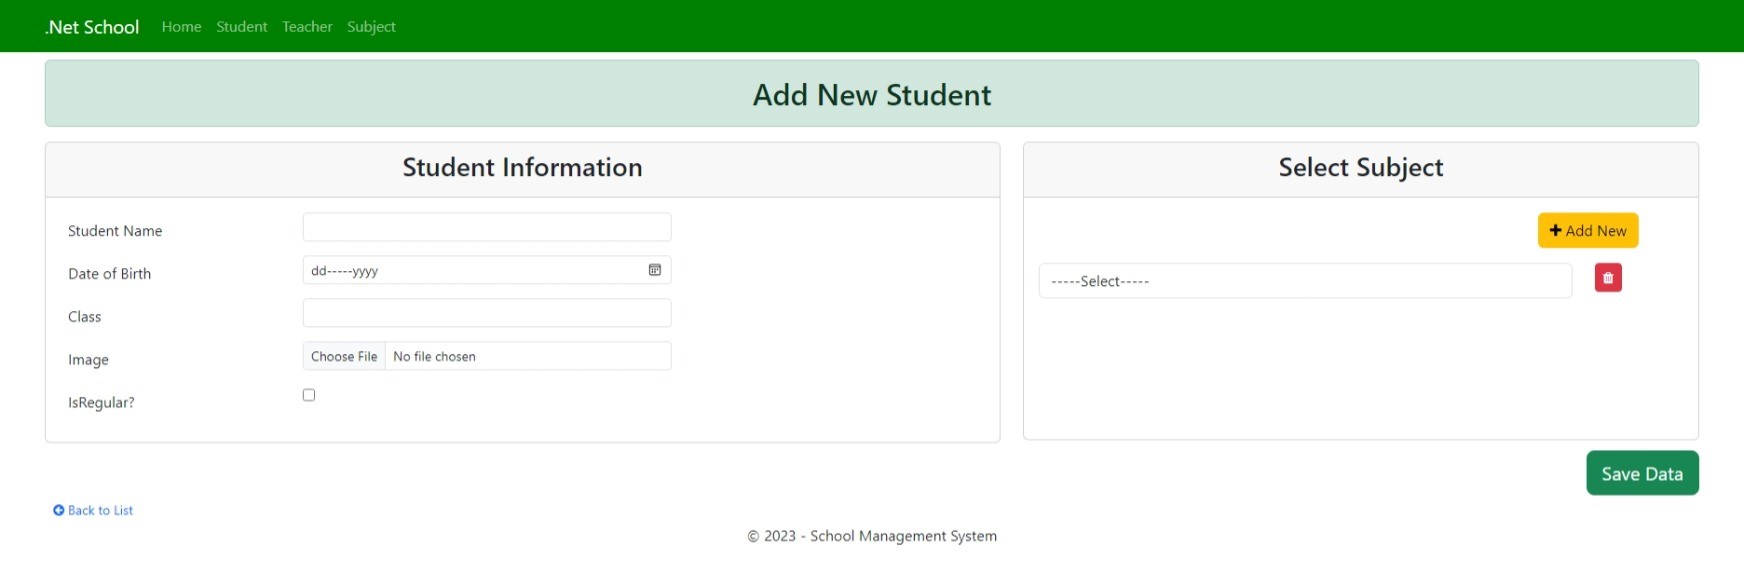 .Net School Home Student Teacher Subject
Add New Student
Student Information
Student Name
Date of Birth dd-----yyyy
Class
Image Choose File No file chosen
IsRegular?
Select Subject
Add New
-----Select-----
Save Data
Back to List
© 2023 - School Management System